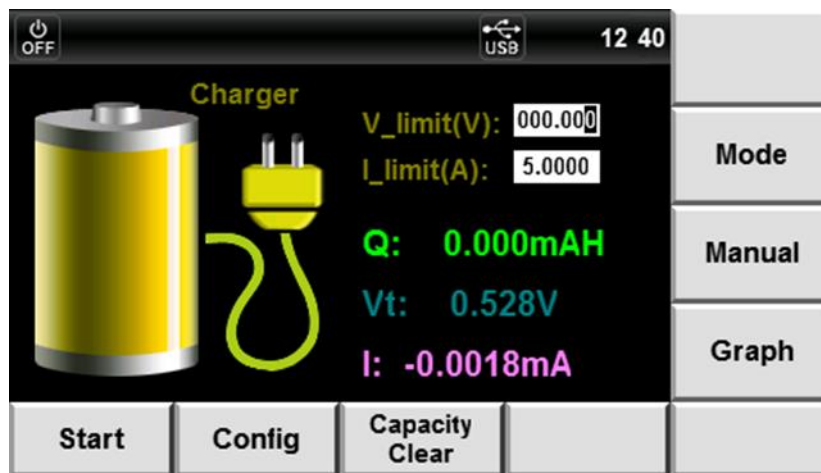 OFF
USB
12 40
Charger
V_limit(V): 000.000
I_limit(A): 5.0000
Q: 0.000mAH
Vt: 0.528V
I: -0.0018mA
Mode
Manual
Graph
Start
Config
Capacity
Clear